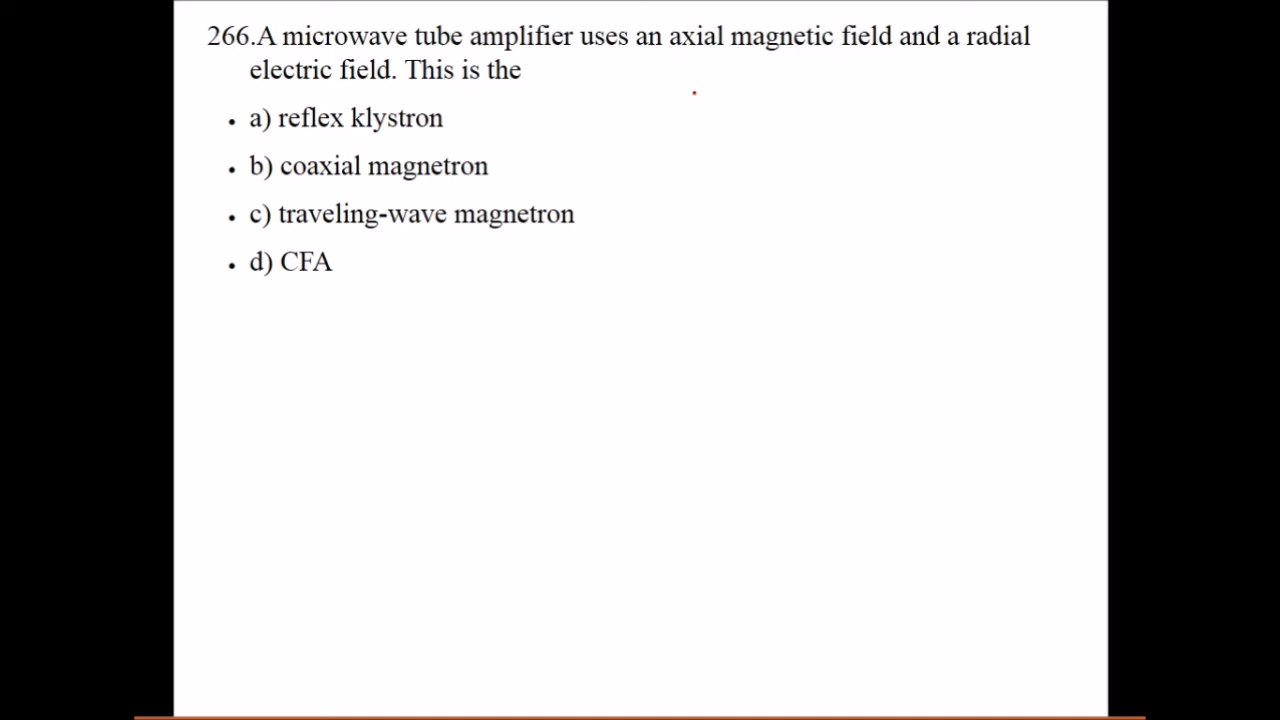 266.A microwave tube amplifier uses an axial magnetic field and a radial
electric field. This is the
• a) reflex klystron
• b) coaxial magnetron
• c) traveling-wave magnetron
• d) CFA